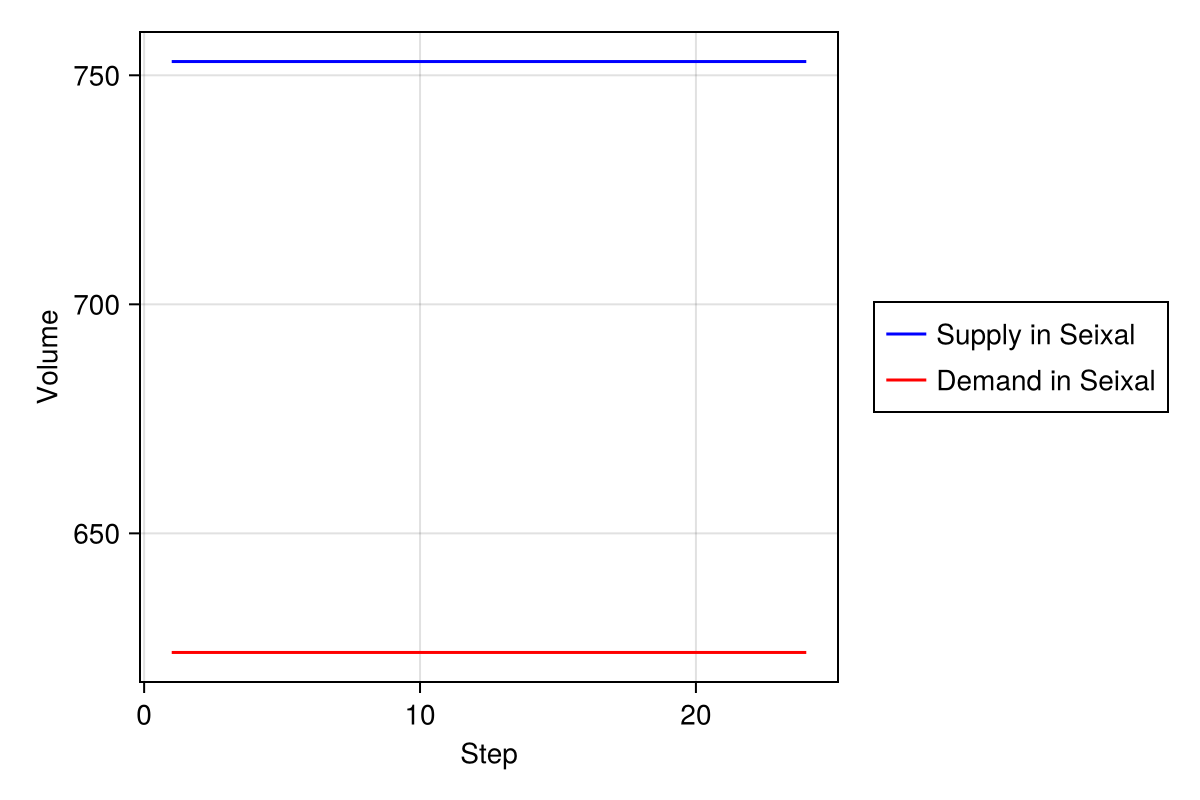 750
700
650
Volume
0 10 20
Step
Supply in Seixal
Demand in Seixal